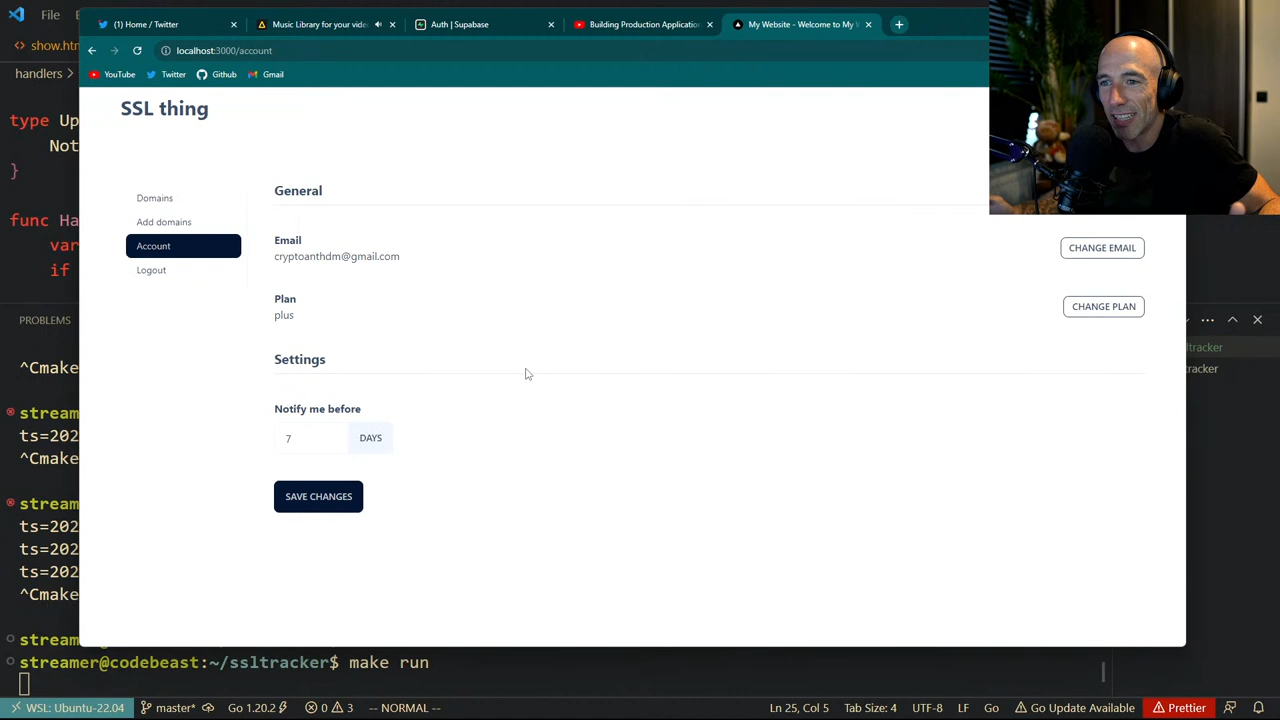 File
(1) Home / Twitter
Music Library for your vide
Auth | Supabase
Building Production Application
My Website - Welcome to My W
show.htm
localhost:3000/account
handlers >
YouTube
Twitter
Github
Gmail
SSL thing
type Up
Not
}
func Ha
var
if
General
Domains
Add domains
Account
Logout
Email
cryptoanthdm@gmail.com
CHANGE EMAIL
Plan
plus
CHANGE PLAN
PROBLEMS
ssltracker
tracker
Settings
^Cmake
Notify me before
streamer
7
DAYS
ts=202
^Cmake
SAVE CHANGES
stream
ts=202
ts=202
ts=202
^Cmake
stream
streamer@codebeast:~/ssltracker$ make run
WSL: Ubuntu-22.04
master*
Go 1.20.2
0
3
-- NORMAL --
Ln 25, Col 5
Tab Size: 4
UTF-8
LF
Go
Go Update Available
Prettier